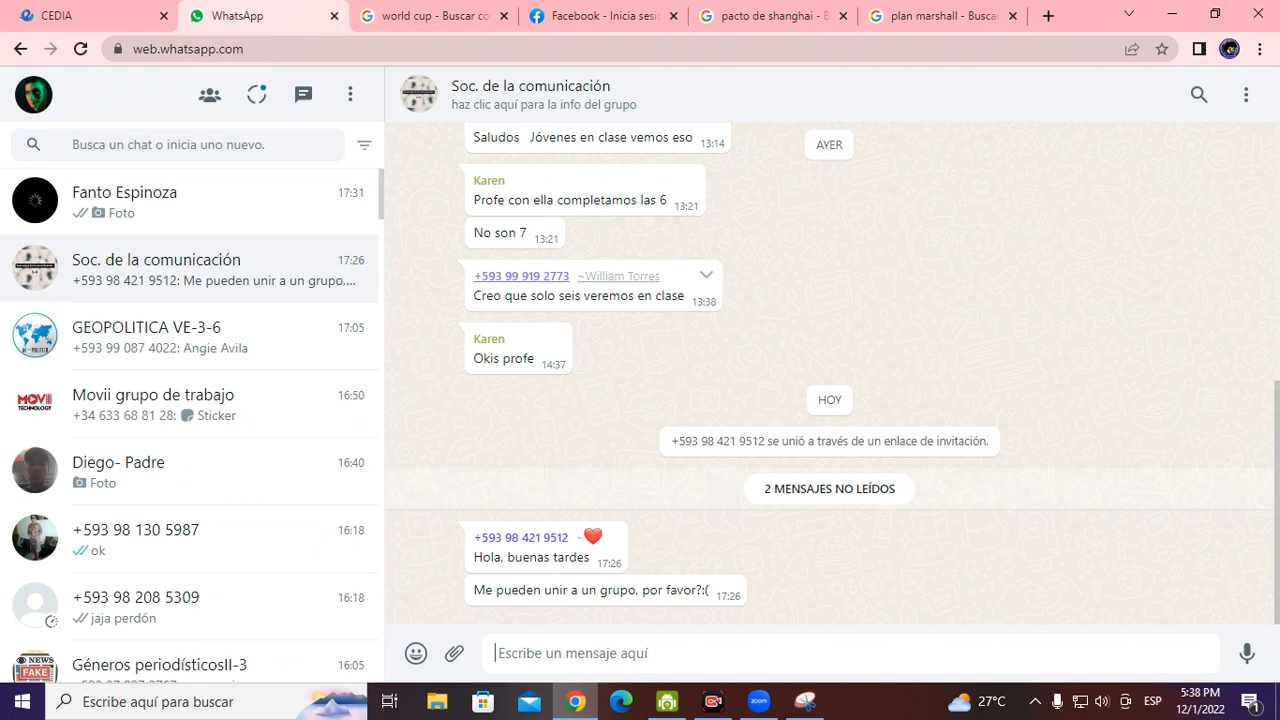 CEDIA
WhatsApp
world cup - Buscar co
Facebook - Inicia sesi
pacto de shanghai - B
plan marshall - Buscar
web.whatsapp.com
Busca un chat o inicia uno nuevo.
Fanto Espinoza
17:31
Foto
Soc. de la comunicación
17:26
+593 98 421 9512: Me pueden unir a un grupo,...
GEOPOLITICA VE-3-6
17:05
+593 99 087 4022: Angie Avila
Movii grupo de trabajo
16:50
+34 633 68 81 28: Sticker
Diego- Padre
16:40
Foto
+593 98 130 5987
16:18
ok
+593 98 208 5309
16:18
jaja perdón
Géneros periodísticosII-3
16:05
Soc. de la comunicación
haz clic aquí para la info del grupo
AYER
Saludos Jóvenes en clase vemos eso
13:14
Karen
Profe con ella completamos las 6
13:21
No son 7
13:21
+593 99 919 2773 ~William Torres
Creo que solo seis veremos en clase
13:38
Karen
Okis profe
14:37
HOY
+593 98 421 9512 se unió a través de un enlace de invitación.
2 MENSAJES NO LEÍDOS
+593 98 421 9512 ~❤️
Hola, buenas tardes
17:26
Me pueden unir a un grupo, por favor?:(
17:26
Escribe un mensaje aquí
MOVII
TECHNOLOGY
NEWS
FAKE
Escribe aquí para buscar
zoom
27°C
ESP
5:38 PM
12/1/2022
1